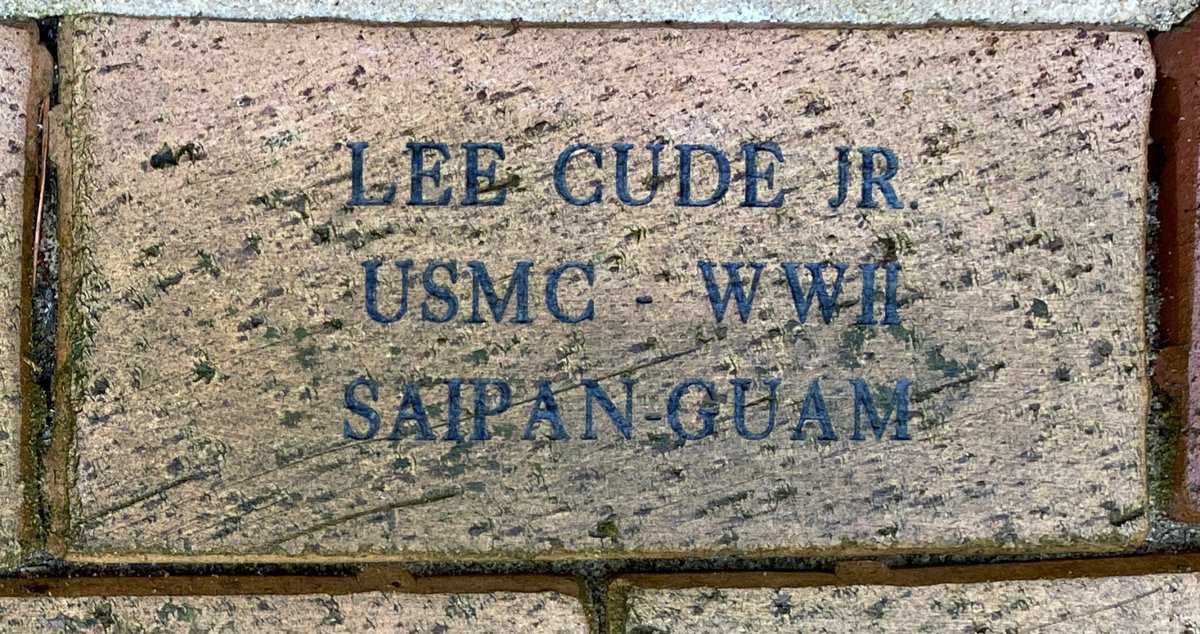 LEE CUDE JR.
USMC - WWII
SAIPAN-GUAM